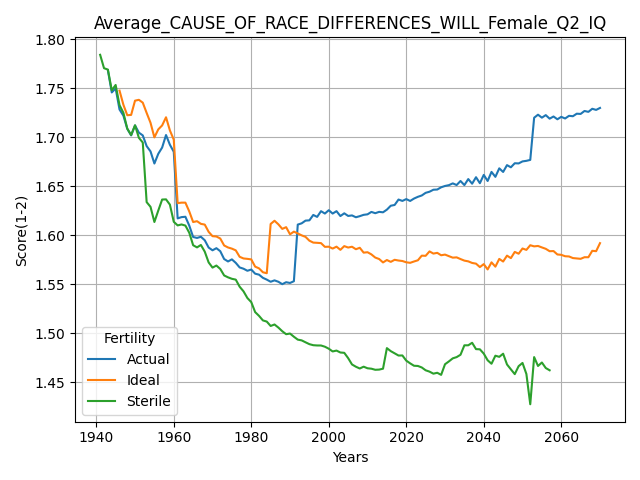 Average_CAUSE_OF_RACE_DIFFERENCES_WILL_Female_Q2_IQ
1.80
1.75
1.70
1.65
1.60
1.55
1.50
1.45
Score(1-2)
Fertility
Actual
Ideal
Sterile
1940
1960
1980
2000
2020
2040
2060
Years